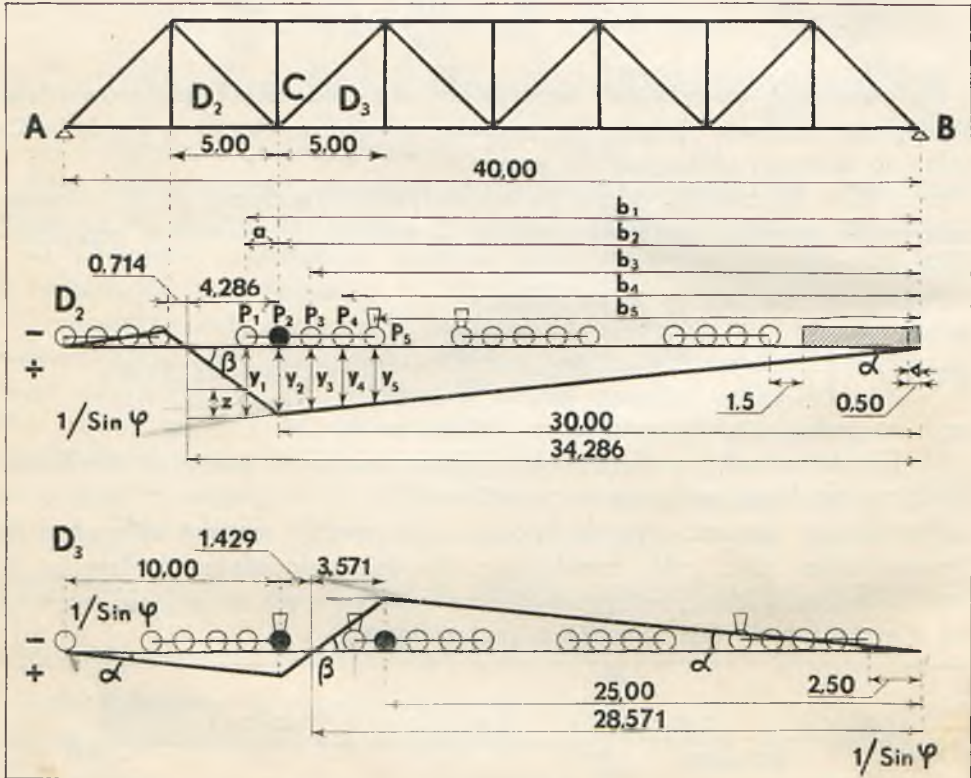 A D₂ C D₃ B
5.00 5.00
40,00
b₁
a b₂
b₃
0.714
b₄
D₂ 4,286 b₅
− P₁ P₂ P₃ P₄ P₅
÷ β y₁ y₂ y₃ y₄ y₅ α d
z
1.5 0.50
1/Sin φ
30.00
34,286
D₃
1.429
10,00 3,571
1/Sin φ
−
+ α β α
2.50
25,00
28.571
1/Sin φ